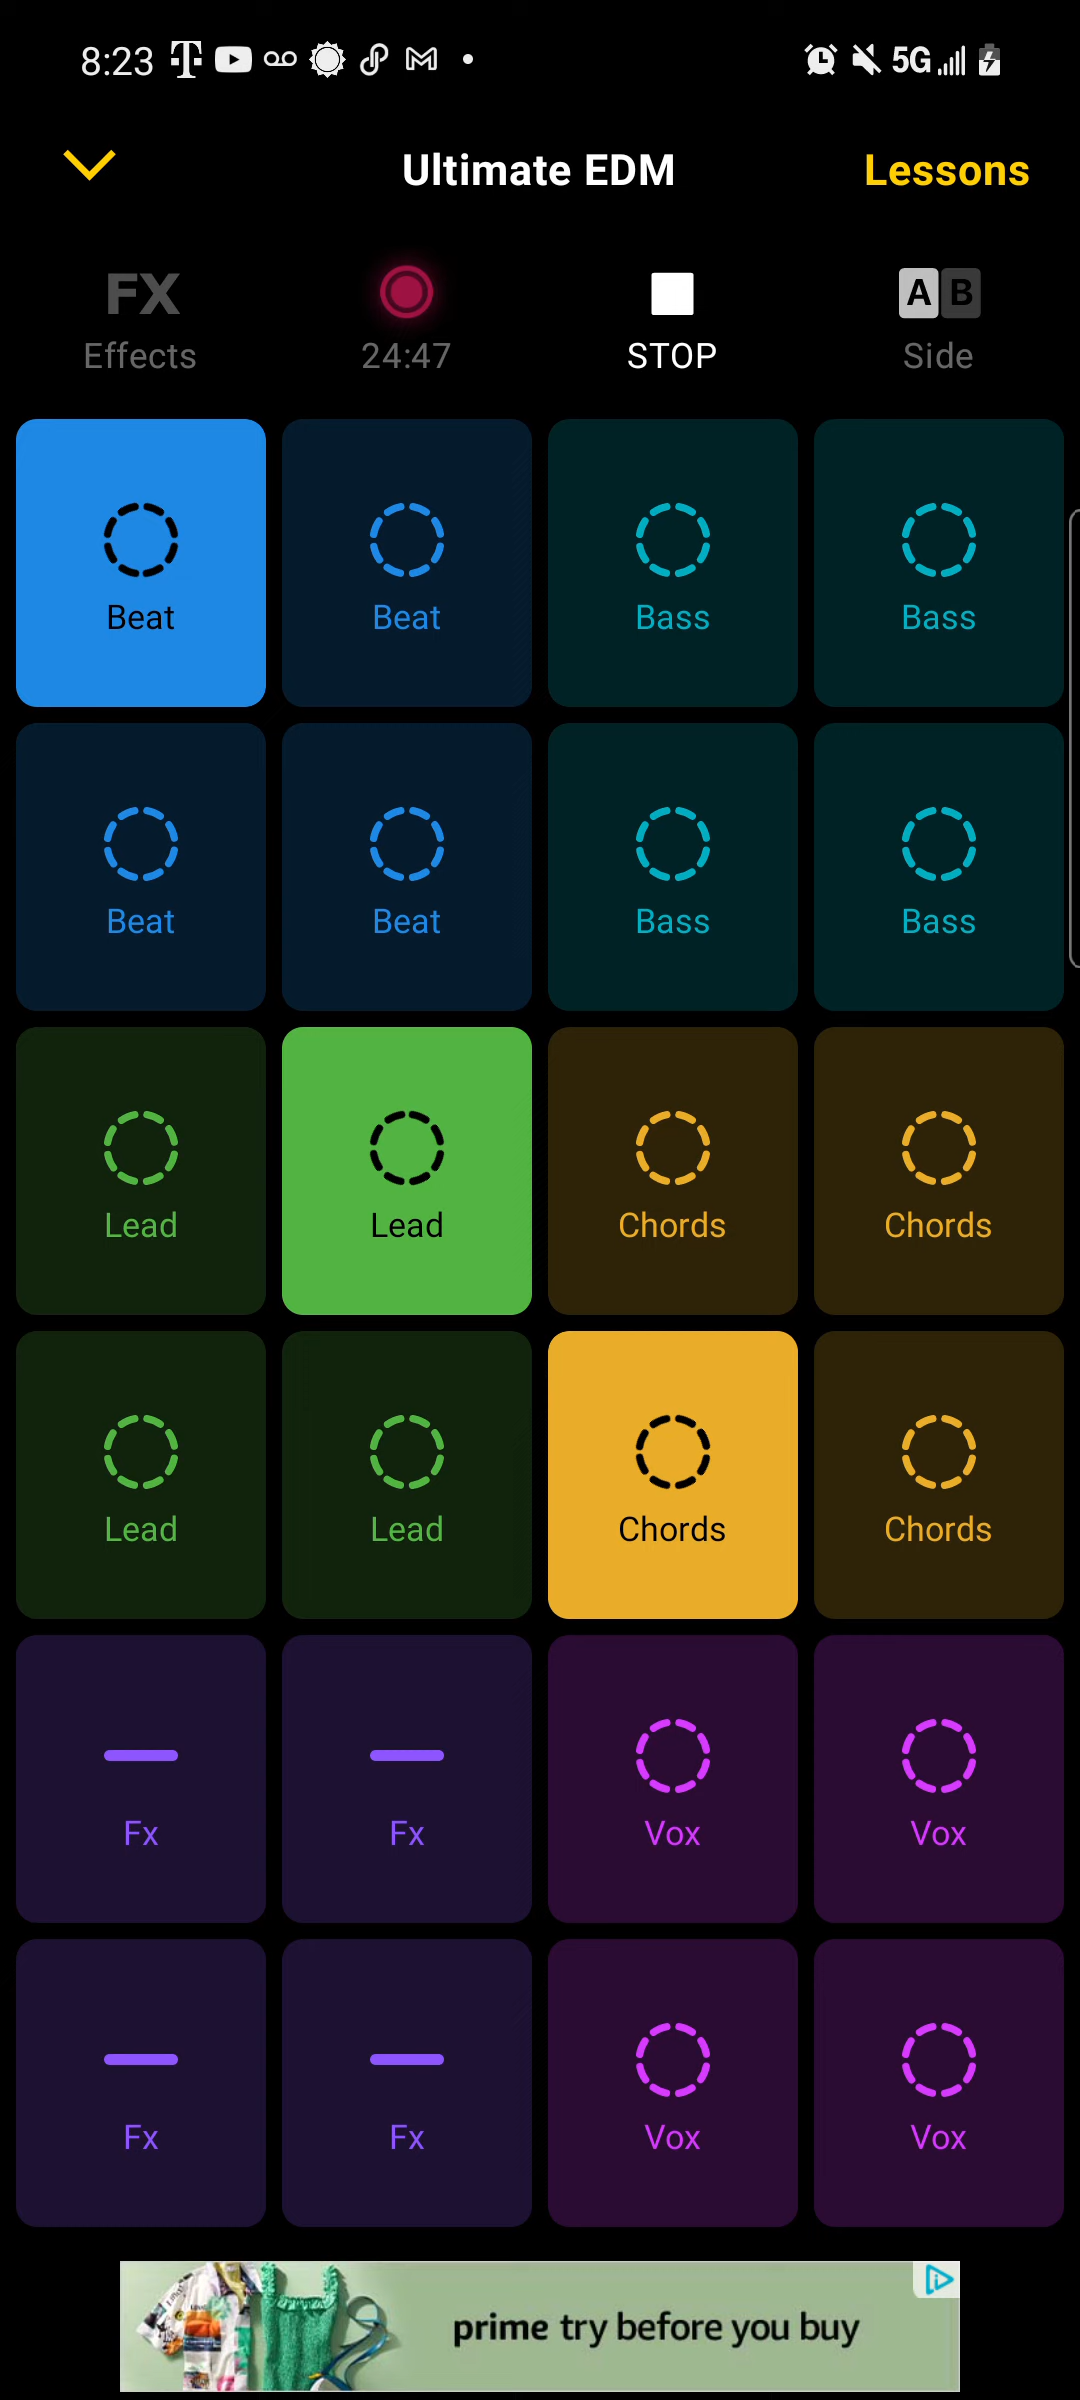 8:23 5G
Ultimate EDM Lessons
FX A B
Effects 24:47 STOP Side
Beat Beat Bass Bass
Beat Beat Bass Bass
Lead Lead Chords Chords
Lead Lead Chords Chords
Fx Fx Vox Vox
Fx Fx Vox Vox
prime try before you buy